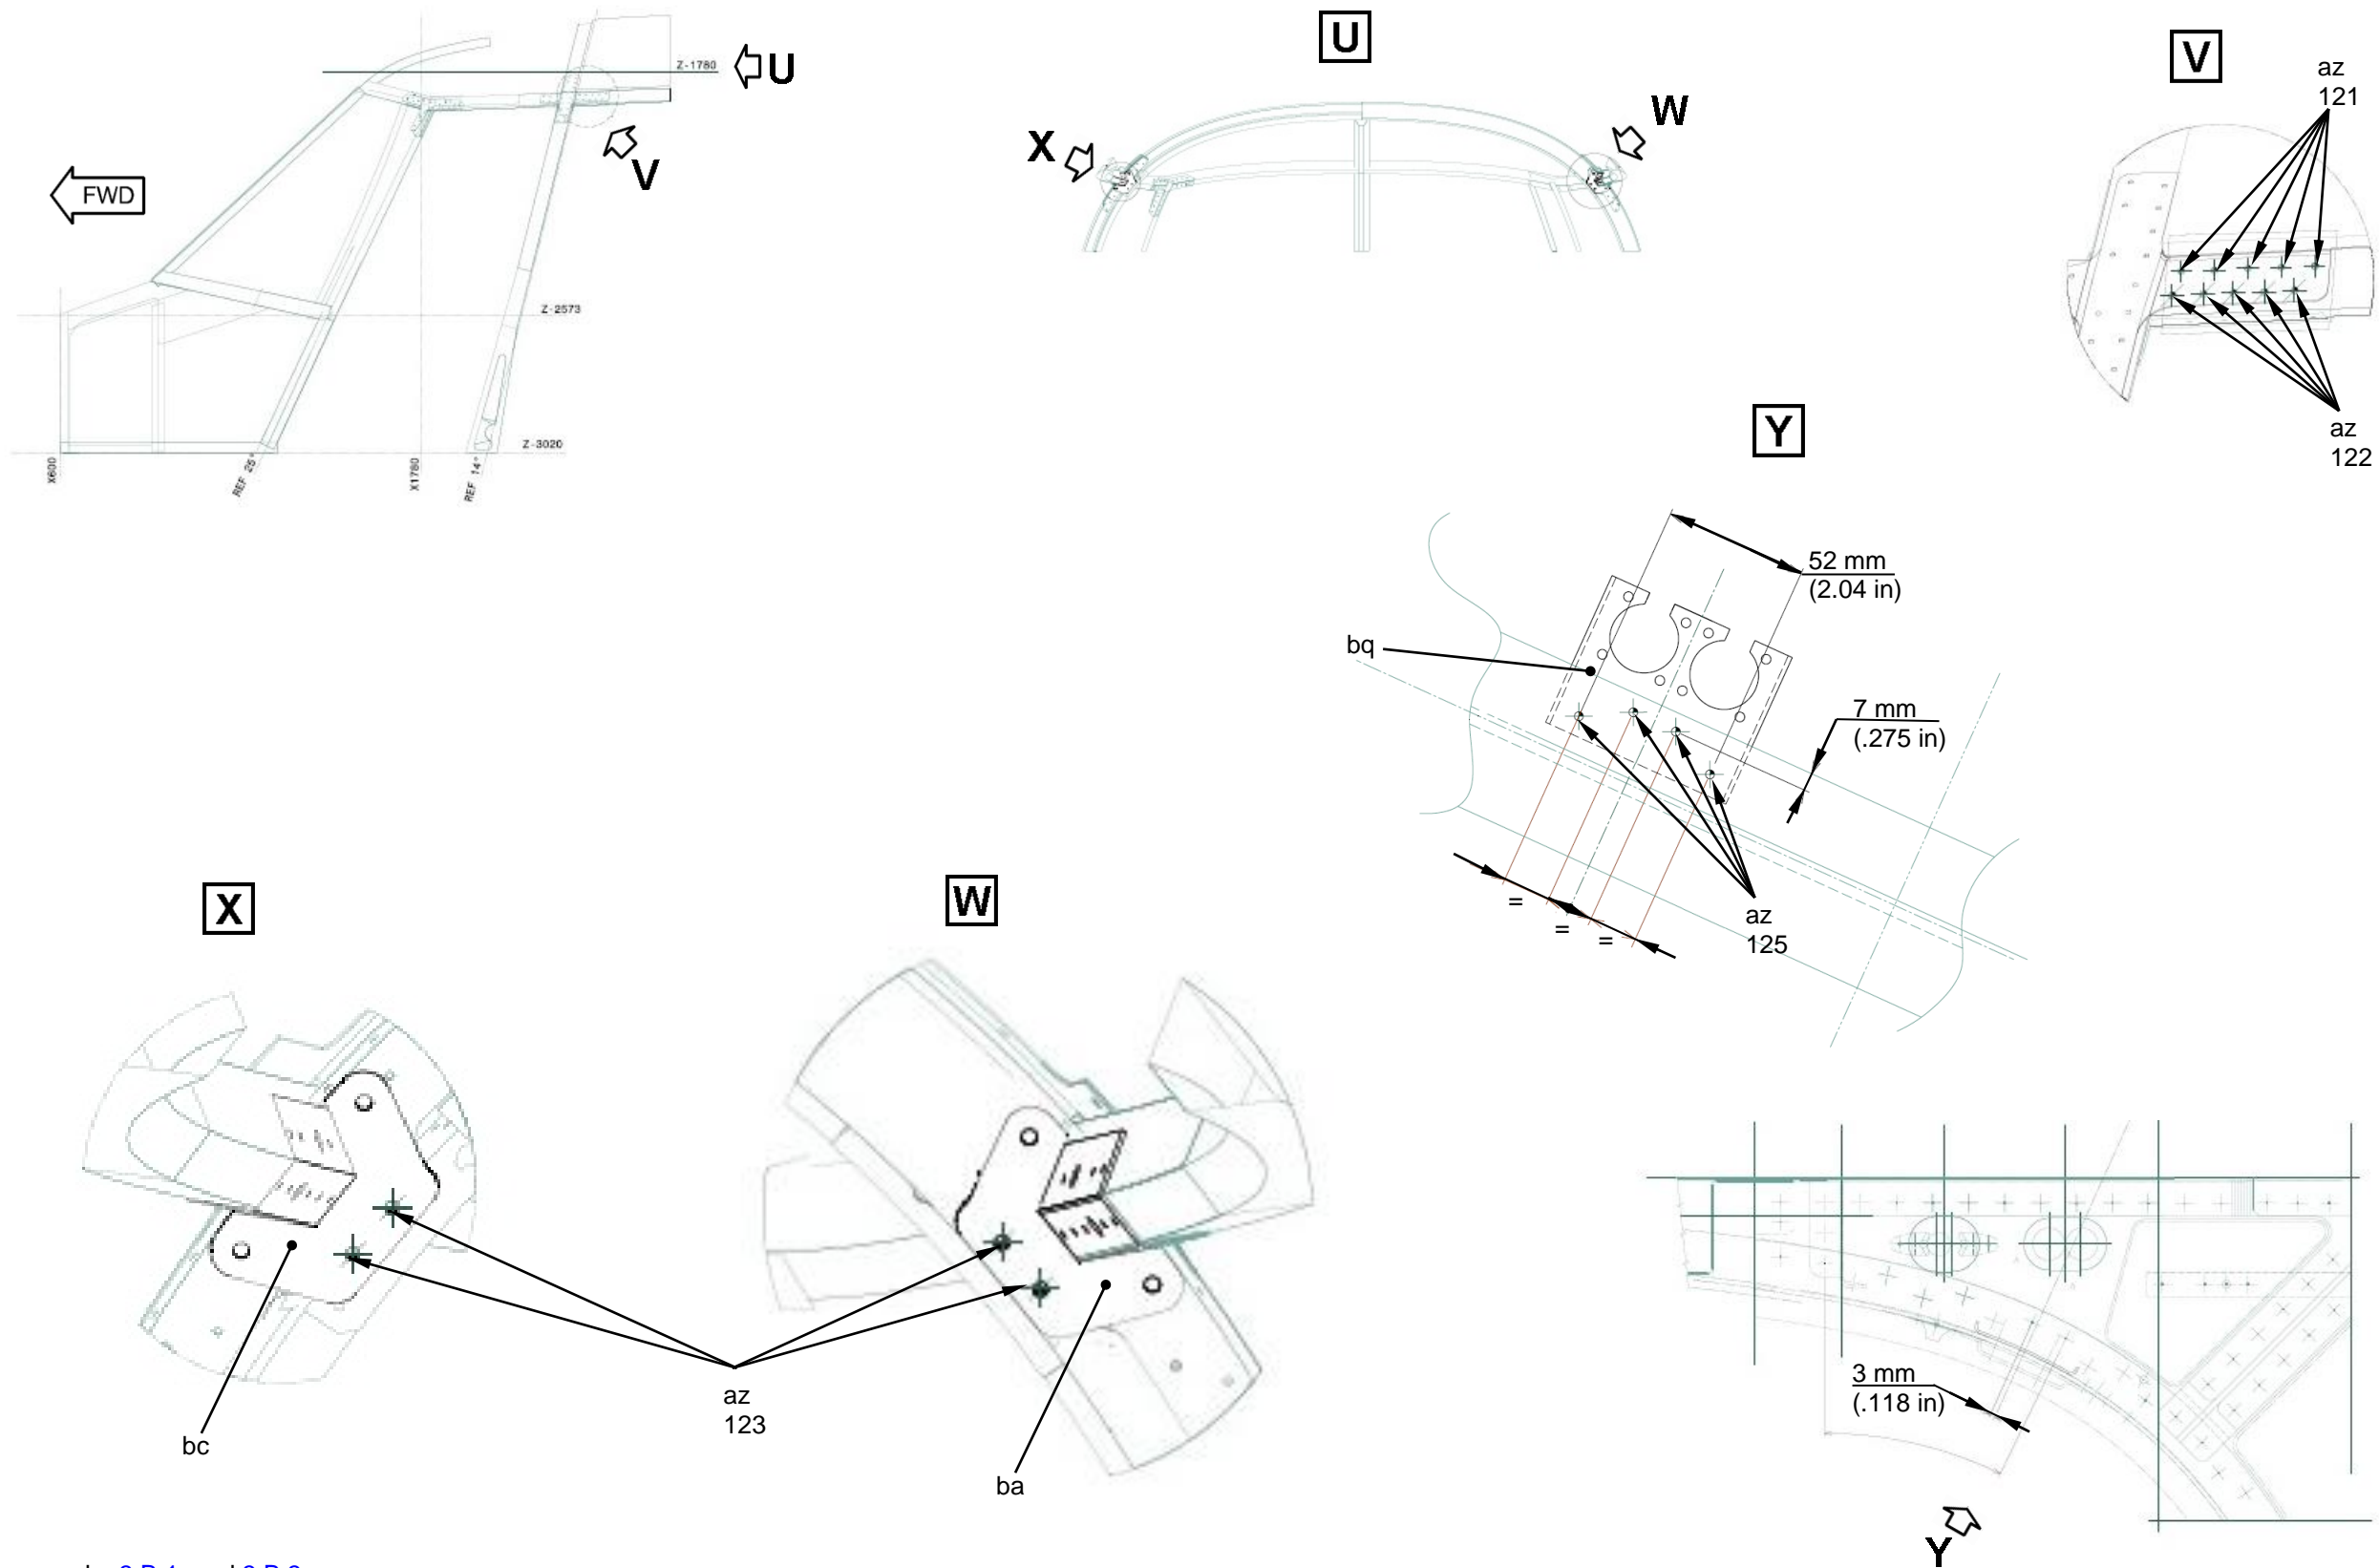 U
V
az
121
Z-1780
U
W
X
V
FWD
Z-2573
az
122
Y
Z-3020
X600
REF 25°
X1780
REF 14°
52 mm
(2.04 in)
bq
7 mm
(.275 in)
X
W
=
=
=
az
125
3 mm
(.118 in)
az
123
bc
ba
Y